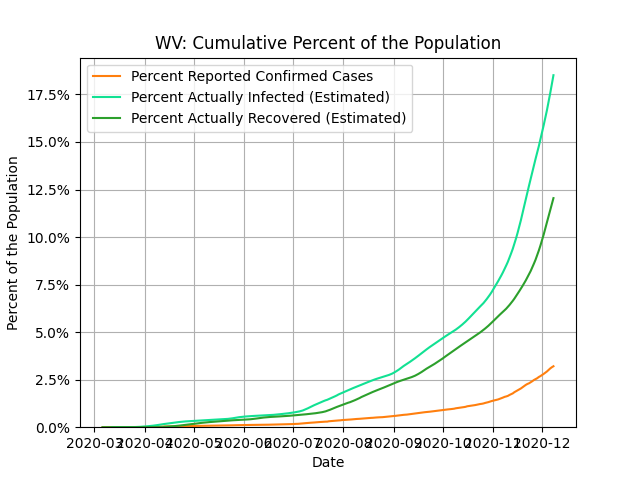 WV: Cumulative Percent of the Population
Percent Reported Confirmed Cases
Percent Actually Infected (Estimated)
Percent Actually Recovered (Estimated)
Percent of the Population
17.5%
15.0%
12.5%
10.0%
7.5%
5.0%
2.5%
0.0%
2020-03 2020-04 2020-05 2020-06 2020-07 2020-08 2020-09 2020-10 2020-11 2020-12
Date